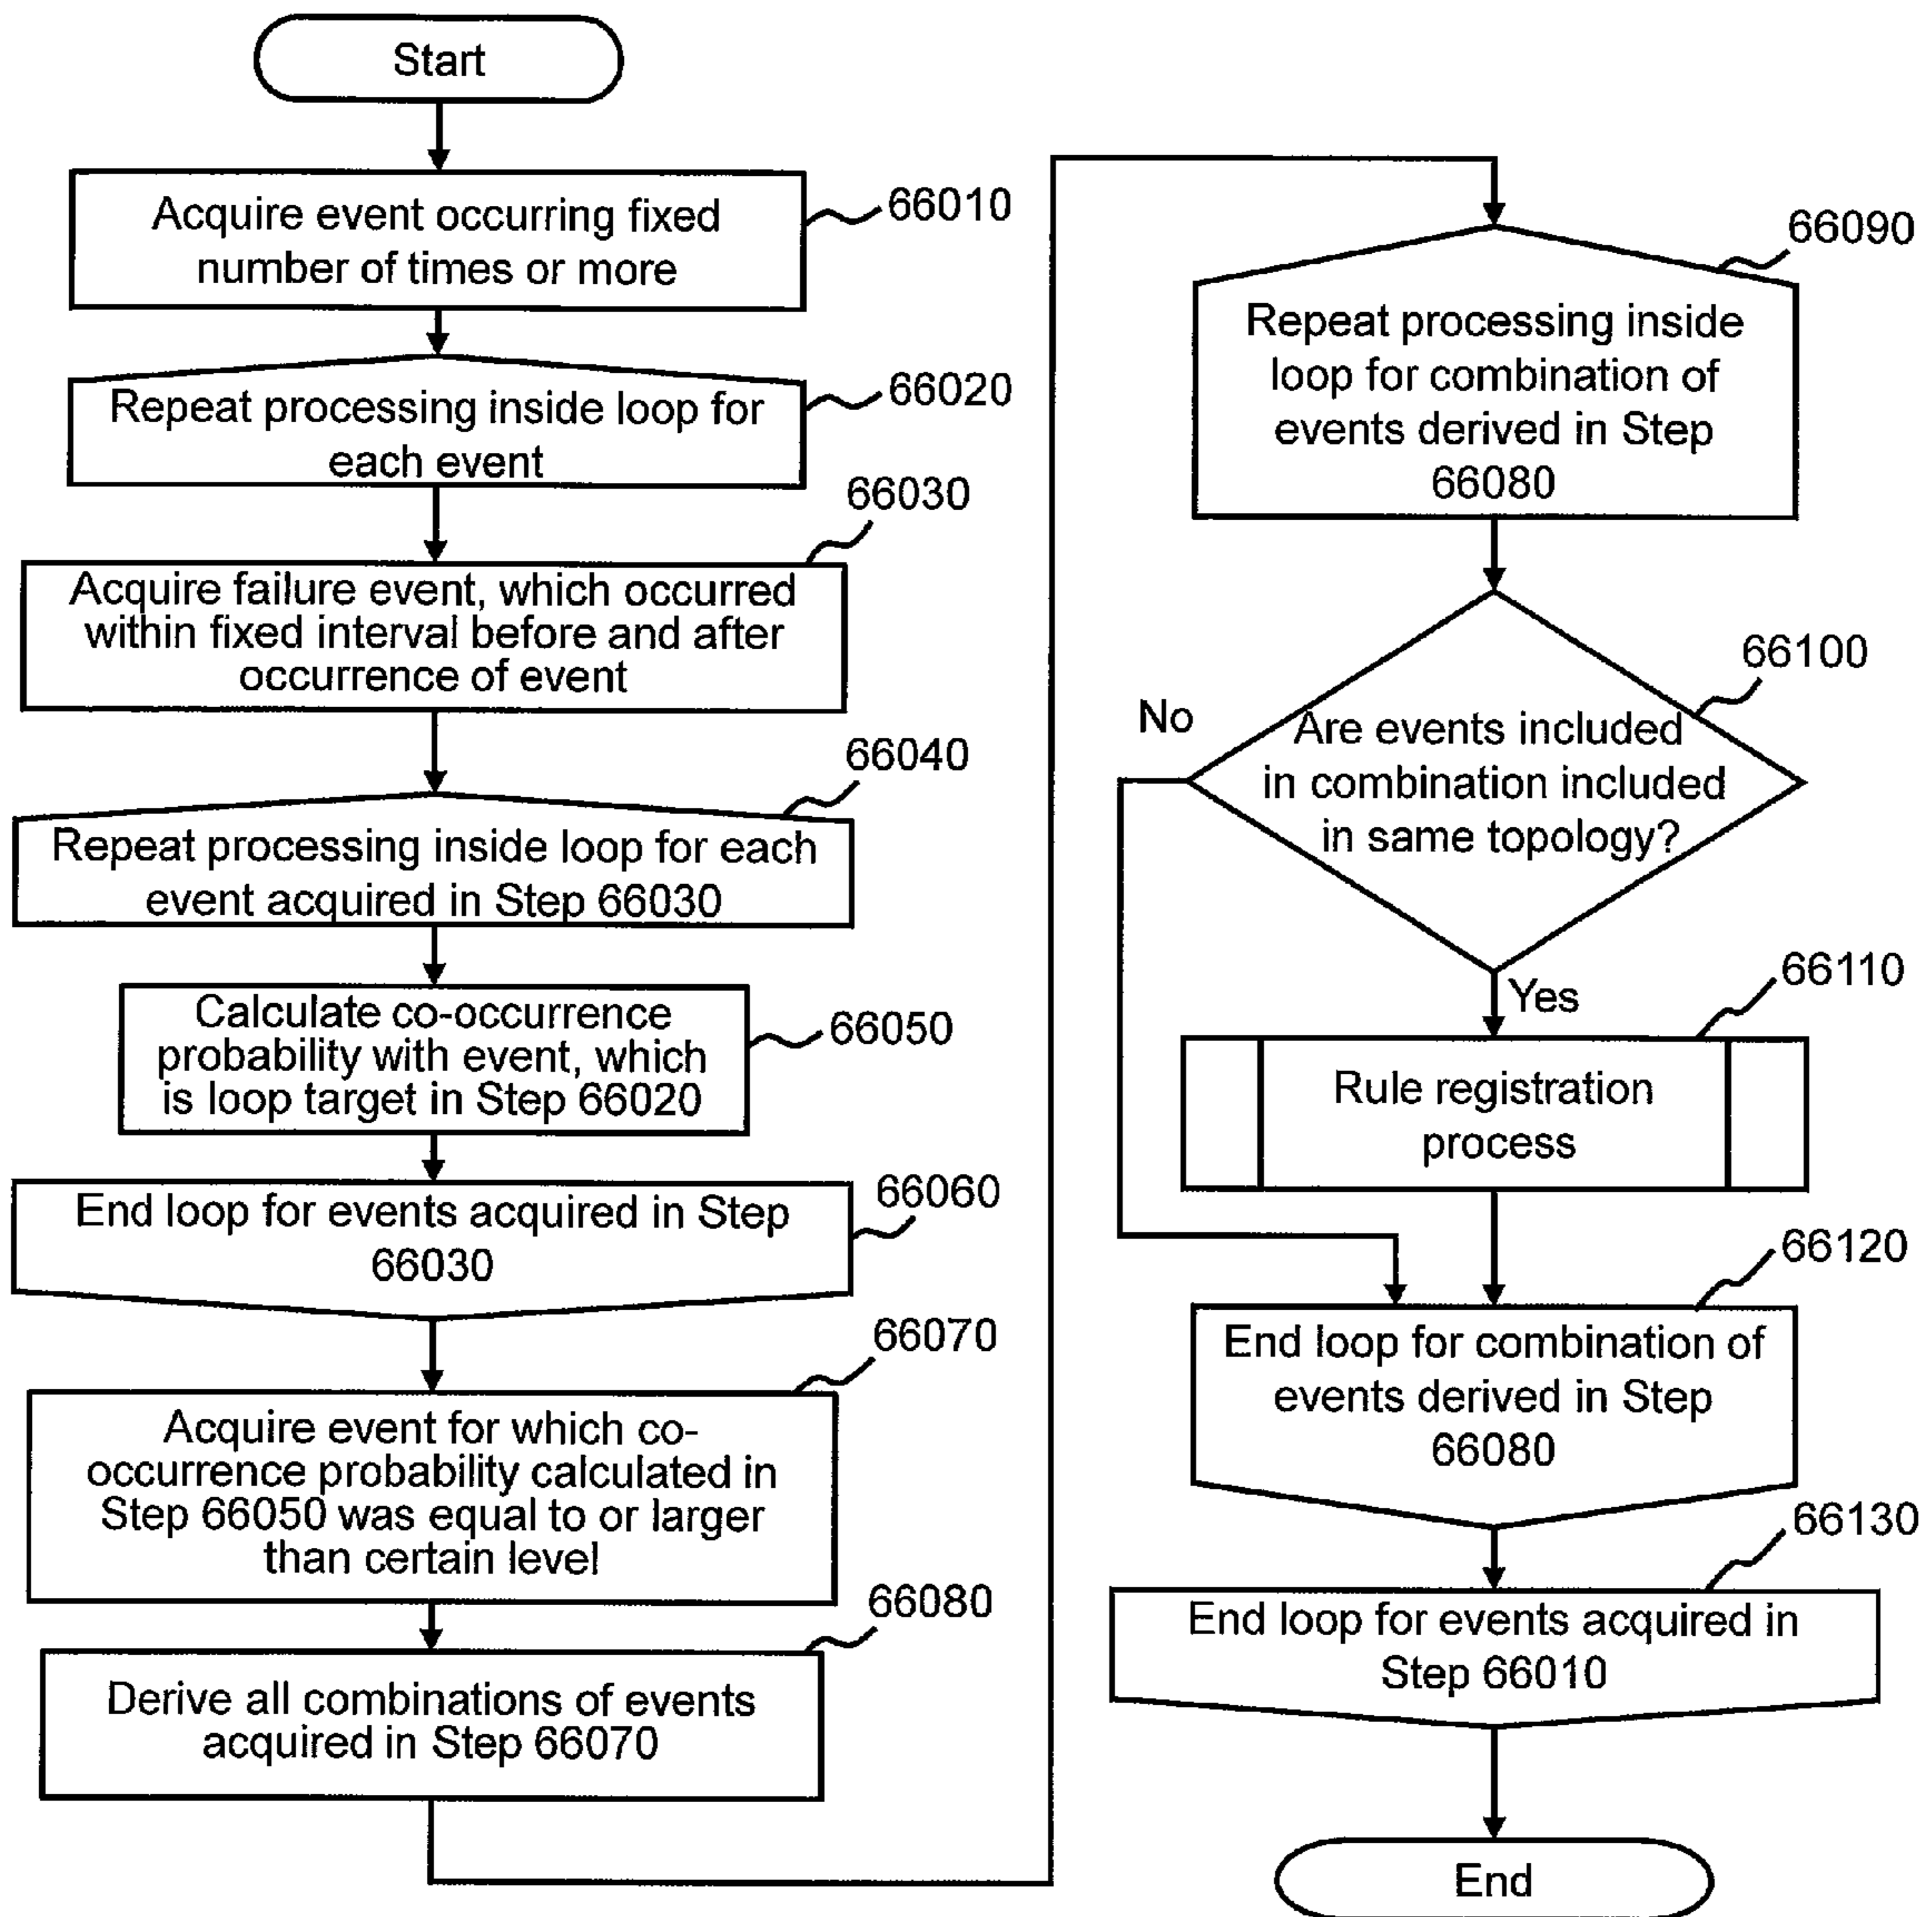 Start
Acquire event occurring fixed
number of times or more
66010
Repeat processing inside loop for
each event
66020
66030
Acquire failure event, which occurred
within fixed interval before and after
occurrence of event
66040
Repeat processing inside loop for each
event acquired in Step 66030
Calculate co-occurrence
probability with event, which
is loop target in Step 66020
66050
End loop for events acquired in Step
66030
66060
66070
Acquire event for which co-
occurrence probability calculated in
Step 66050 was equal to or larger
than certain level
66080
Derive all combinations of events
acquired in Step 66070
66090
Repeat processing inside
loop for combination of
events derived in Step
66080
66100
No
Are events included
in combination included
in same topology?
Yes
66110
Rule registration
process
66120
End loop for combination of
events derived in Step
66080
66130
End loop for events acquired in
Step 66010
End